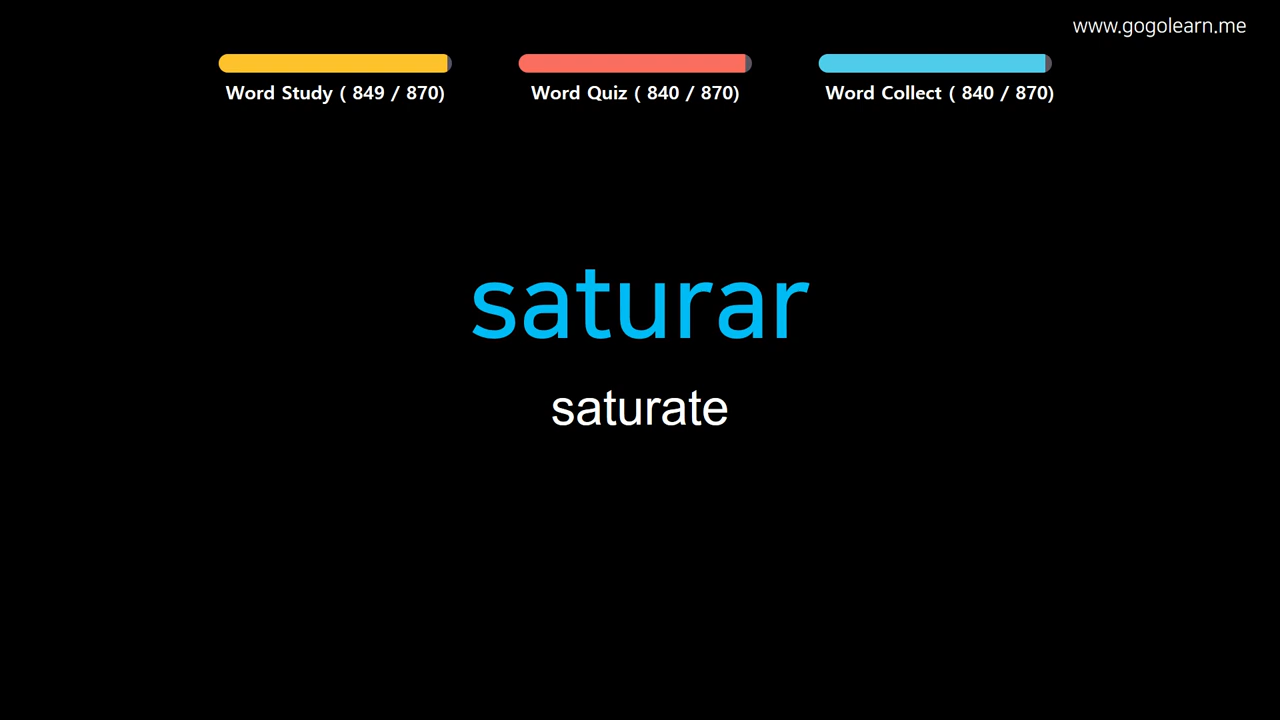 www.gogolearn.me
Word Study ( 849 / 870)
Word Quiz ( 840 / 870)
Word Collect ( 840 / 870)
saturar
saturate